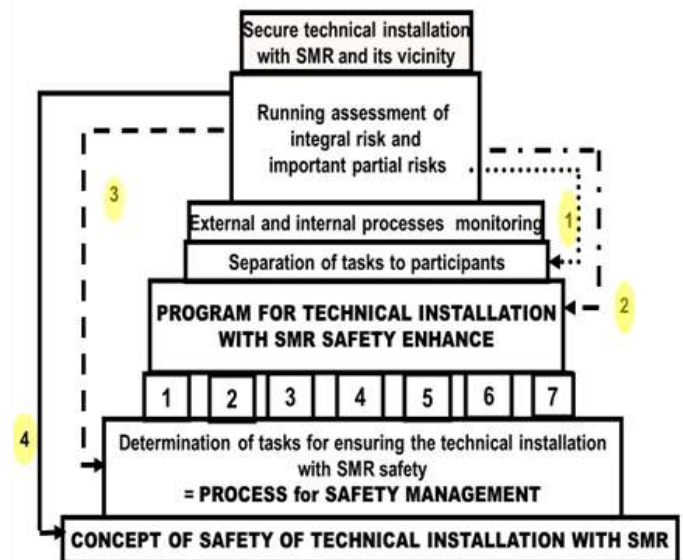 Secure technical installation
with SMR and its vicinity
Running assessment of
integral risk and
important partial risks
3
1
External and internal processes monitoring
Separation of tasks to participants
2
PROGRAM FOR TECHNICAL INSTALLATION
WITH SMR SAFETY ENHANCE
1 2 3 4 5 6 7
4
Determination of tasks for ensuring the technical installation
with SMR safety
= PROCESS for SAFETY MANAGEMENT
CONCEPT OF SAFETY OF TECHNICAL INSTALLATION WITH SMR